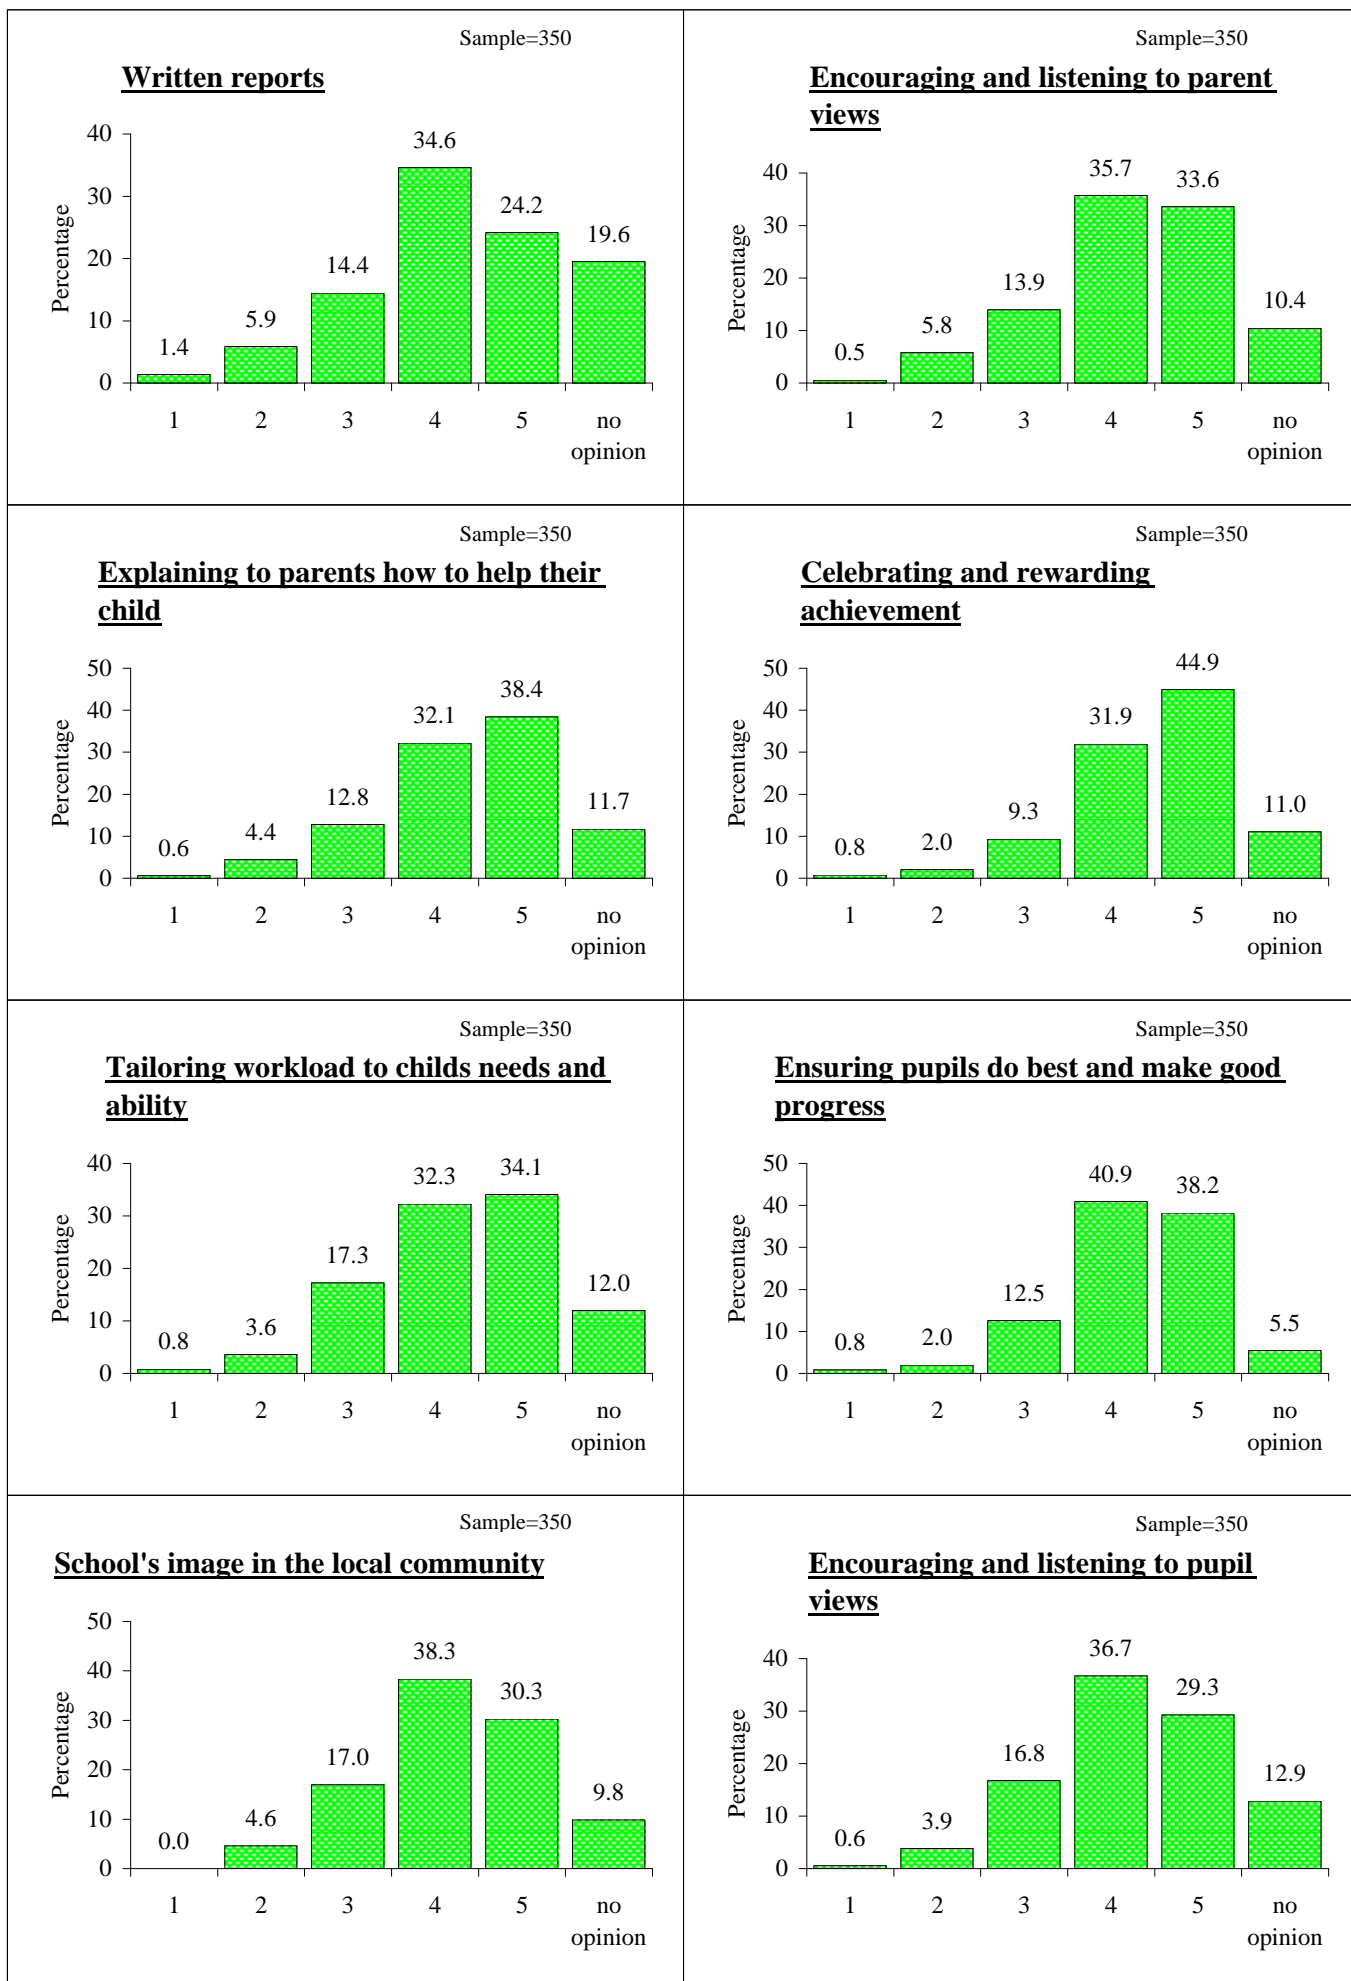 Sample=350
Written reports
Percentage
40
30
20
10
0
1.4
5.9
14.4
34.6
24.2
19.6
1 2 3 4 5 no
opinion
Sample=350
Encouraging and listening to parent
views
Percentage
40
30
20
10
0
0.5
5.8
13.9
35.7
33.6
10.4
1 2 3 4 5 no
opinion
Sample=350
Explaining to parents how to help their
child
Percentage
50
40
30
20
10
0
0.6
4.4
12.8
32.1
38.4
11.7
1 2 3 4 5 no
opinion
Sample=350
Celebrating and rewarding
achievement
Percentage
50
40
30
20
10
0
0.8
2.0
9.3
31.9
44.9
11.0
1 2 3 4 5 no
opinion
Sample=350
Tailoring workload to childs needs and
ability
Percentage
40
30
20
10
0
0.8
3.6
17.3
32.3
34.1
12.0
1 2 3 4 5 no
opinion
Sample=350
Ensuring pupils do best and make good
progress
Percentage
50
40
30
20
10
0
0.8
2.0
12.5
40.9
38.2
5.5
1 2 3 4 5 no
opinion
Sample=350
School's image in the local community
Percentage
50
40
30
20
10
0
0.0
4.6
17.0
38.3
30.3
9.8
1 2 3 4 5 no
opinion
Sample=350
Encouraging and listening to pupil
views
Percentage
40
30
20
10
0
0.6
3.9
16.8
36.7
29.3
12.9
1 2 3 4 5 no
opinion